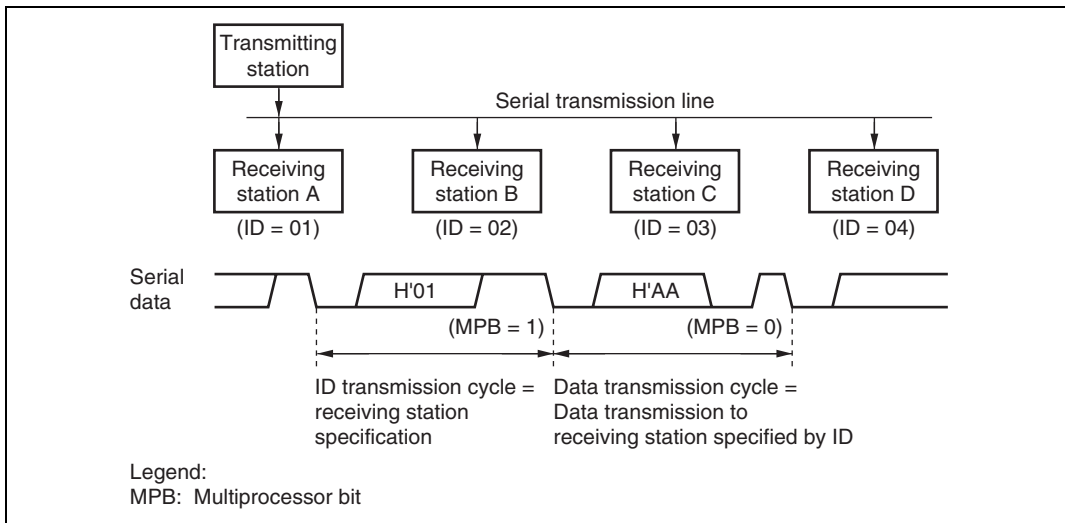 Transmitting
station
Serial transmission line
Receiving
station A
Receiving
station B
Receiving
station C
Receiving
station D
(ID = 01)
(ID = 02)
(ID = 03)
(ID = 04)
Serial
data
H'01
H'AA
(MPB = 1)
(MPB = 0)
ID transmission cycle =
receiving station
specification
Data transmission cycle =
Data transmission to
receiving station specified by ID
Legend:
MPB: Multiprocessor bit